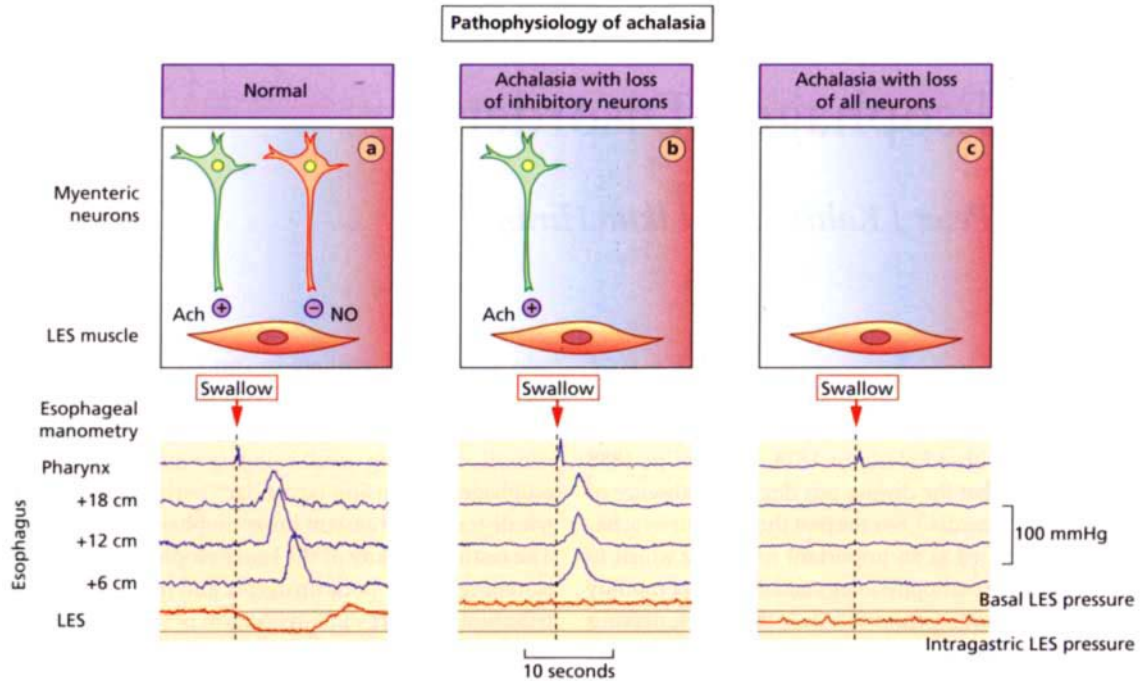 Pathophysiology of achalasia
Normal
Achalasia with loss
of inhibitory neurons
Achalasia with loss
of all neurons
a
b
c
Myenteric
neurons
Ach + − NO
Ach +
LES muscle
Swallow
Swallow
Swallow
Esophageal
manometry
Pharynx
Esophagus
+18 cm
+12 cm
+6 cm
LES
100 mmHg
Basal LES pressure
Intragastric LES pressure
10 seconds